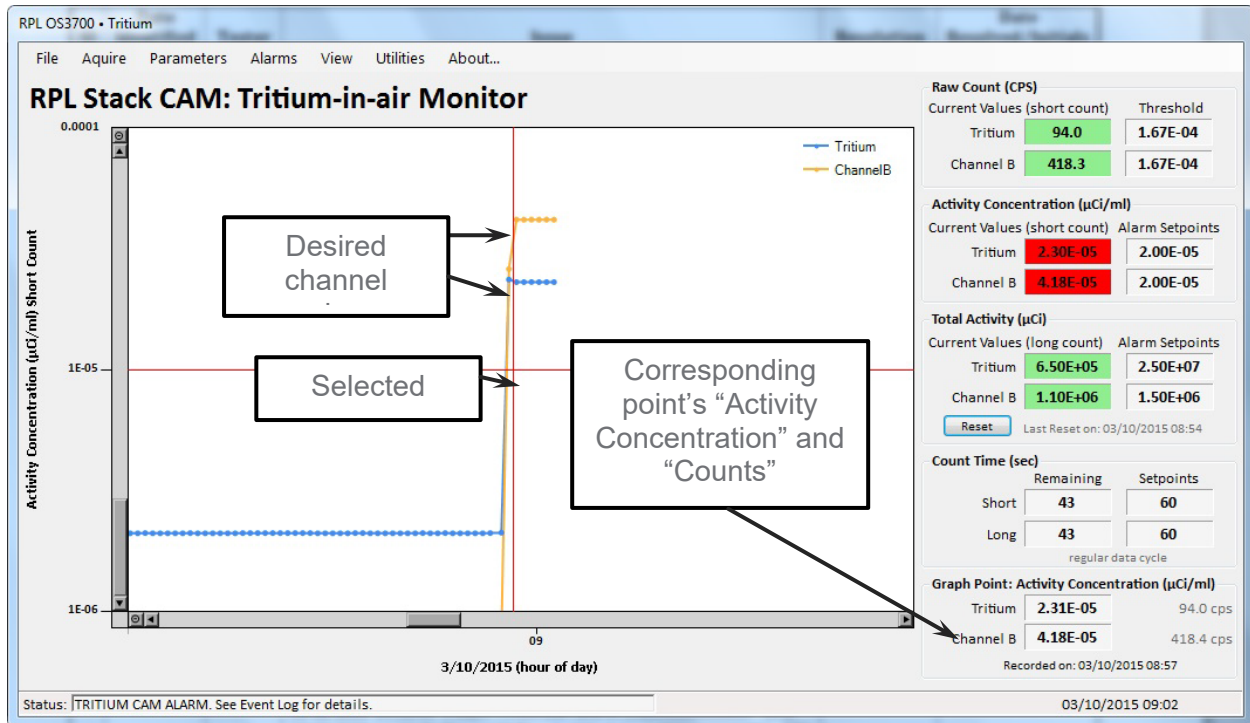 RPL OS3700 • Tritium
File Aquire Parameters Alarms View Utilities About...
RPL Stack CAM: Tritium-in-air Monitor
0.0001
1E-05
1E-06
Activity Concentration (µCi/ml) Short Count
Tritium
ChannelB
Desired
channel
Selected
Corresponding
point's “Activity
Concentration” and
“Counts”
09
3/10/2015 (hour of day)
Raw Count (CPS)
Current Values (short count) Threshold
Tritium 94.0 1.67E-04
Channel B 418.3 1.67E-04
Activity Concentration (µCi/ml)
Current Values (short count) Alarm Setpoints
Tritium 2.30E-05 2.00E-05
Channel B 4.18E-05 2.00E-05
Total Activity (µCi)
Current Values (long count) Alarm Setpoints
Tritium 6.50E+05 2.50E+07
Channel B 1.10E+06 1.50E+06
Reset Last Reset on: 03/10/2015 08:54
Count Time (sec)
Remaining Setpoints
Short 43 60
Long 43 60
regular data cycle
Graph Point: Activity Concentration (µCi/ml)
Tritium 2.31E-05 94.0 cps
Channel B 4.18E-05 418.4 cps
Recorded on: 03/10/2015 08:57
Status: TRITIUM CAM ALARM. See Event Log for details.
03/10/2015 09:02